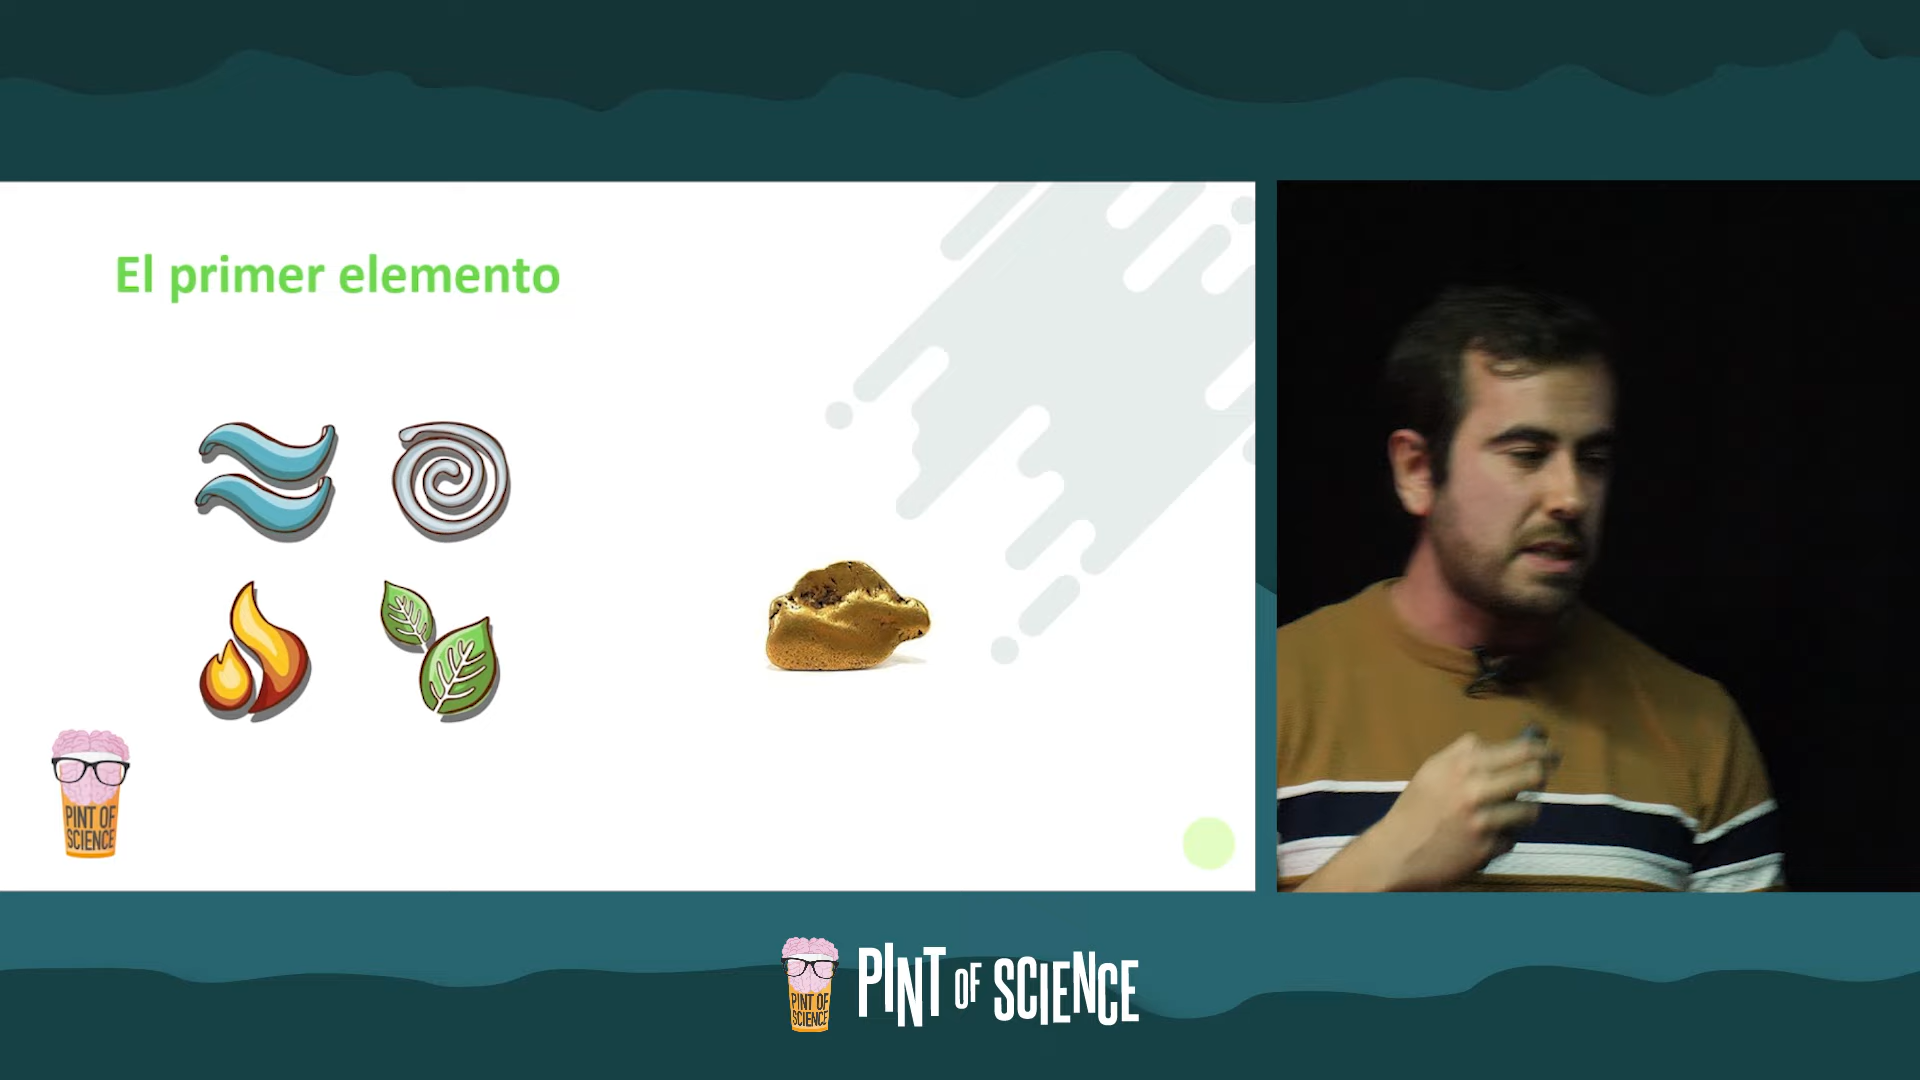 El primer elemento
PINT OF
SCIENCE
PINT OF
SCIENCE
PINT OF SCIENCE